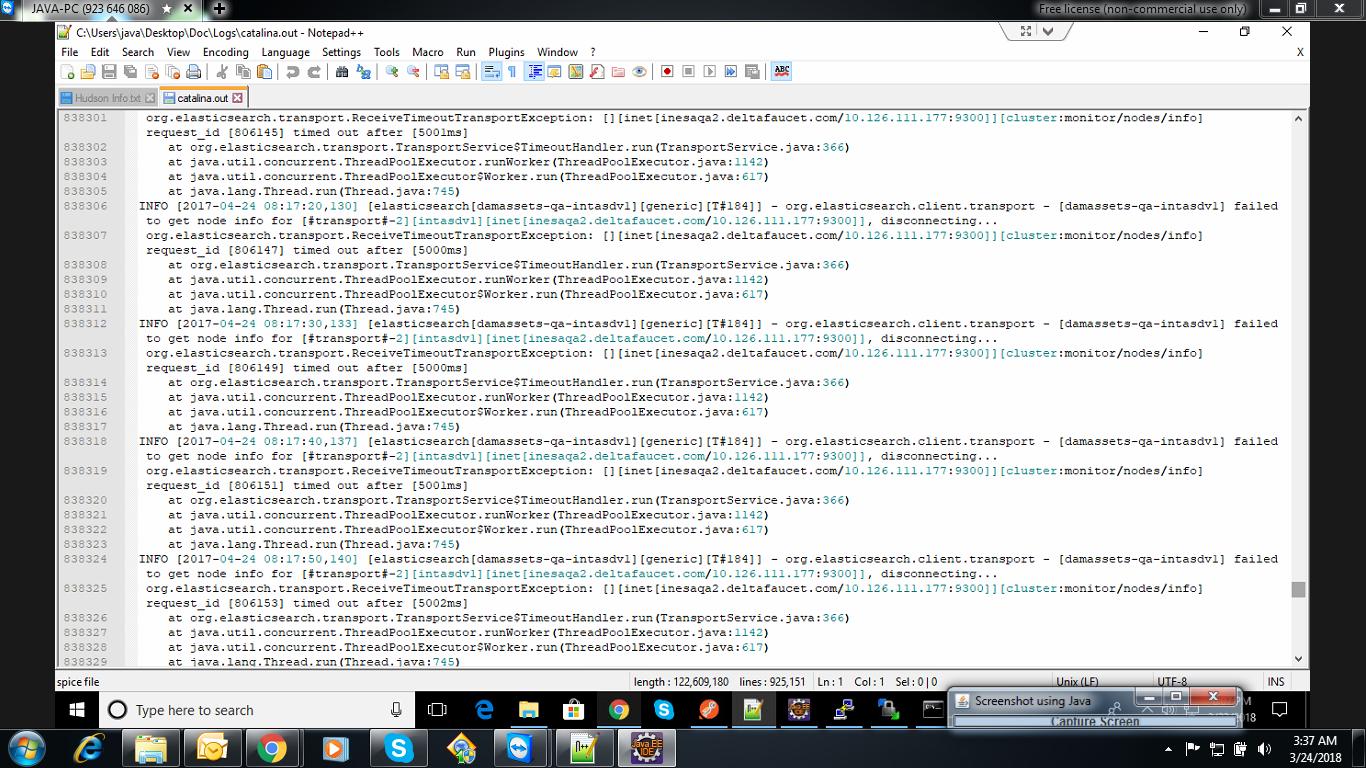 JAVA-PC (923 646 086)
Free license (non-commercial use only)
C:\Users\java\Desktop\Doc\Logs\catalina.out - Notepad++
File Edit Search View Encoding Language Settings Tools Macro Run Plugins Window ? X
Hudson Info.txt catalina.out
838301 org.elasticsearch.transport.ReceiveTimeoutTransportException: [][inet[inesaqa2.deltafaucet.com/10.126.111.177:9300]][cluster:monitor/nodes/info]
request_id [806145] timed out after [5001ms]
838302 at org.elasticsearch.transport.TransportService$TimeoutHandler.run(TransportService.java:366)
838303 at java.util.concurrent.ThreadPoolExecutor.runWorker(ThreadPoolExecutor.java:1142)
838304 at java.util.concurrent.ThreadPoolExecutor$Worker.run(ThreadPoolExecutor.java:617)
838305 at java.lang.Thread.run(Thread.java:745)
838306 INFO [2017-04-24 08:17:20,130] [elasticsearch[damassets-qa-intasdv1][generic][T#184]] - org.elasticsearch.client.transport - [damassets-qa-intasdv1] failed
to get node info for [#transport#-2][intasdv1][inet[inesaqa2.deltafaucet.com/10.126.111.177:9300]], disconnecting...
838307 org.elasticsearch.transport.ReceiveTimeoutTransportException: [][inet[inesaqa2.deltafaucet.com/10.126.111.177:9300]][cluster:monitor/nodes/info]
request_id [806147] timed out after [5000ms]
838308 at org.elasticsearch.transport.TransportService$TimeoutHandler.run(TransportService.java:366)
838309 at java.util.concurrent.ThreadPoolExecutor.runWorker(ThreadPoolExecutor.java:1142)
838310 at java.util.concurrent.ThreadPoolExecutor$Worker.run(ThreadPoolExecutor.java:617)
838311 at java.lang.Thread.run(Thread.java:745)
838312 INFO [2017-04-24 08:17:30,133] [elasticsearch[damassets-qa-intasdv1][generic][T#184]] - org.elasticsearch.client.transport - [damassets-qa-intasdv1] failed
to get node info for [#transport#-2][intasdv1][inet[inesaqa2.deltafaucet.com/10.126.111.177:9300]], disconnecting...
838313 org.elasticsearch.transport.ReceiveTimeoutTransportException: [][inet[inesaqa2.deltafaucet.com/10.126.111.177:9300]][cluster:monitor/nodes/info]
request_id [806149] timed out after [5000ms]
838314 at org.elasticsearch.transport.TransportService$TimeoutHandler.run(TransportService.java:366)
838315 at java.util.concurrent.ThreadPoolExecutor.runWorker(ThreadPoolExecutor.java:1142)
838316 at java.util.concurrent.ThreadPoolExecutor$Worker.run(ThreadPoolExecutor.java:617)
838317 at java.lang.Thread.run(Thread.java:745)
838318 INFO [2017-04-24 08:17:40,137] [elasticsearch[damassets-qa-intasdv1][generic][T#184]] - org.elasticsearch.client.transport - [damassets-qa-intasdv1] failed
to get node info for [#transport#-2][intasdv1][inet[inesaqa2.deltafaucet.com/10.126.111.177:9300]], disconnecting...
838319 org.elasticsearch.transport.ReceiveTimeoutTransportException: [][inet[inesaqa2.deltafaucet.com/10.126.111.177:9300]][cluster:monitor/nodes/info]
request_id [806151] timed out after [5001ms]
838320 at org.elasticsearch.transport.TransportService$TimeoutHandler.run(TransportService.java:366)
838321 at java.util.concurrent.ThreadPoolExecutor.runWorker(ThreadPoolExecutor.java:1142)
838322 at java.util.concurrent.ThreadPoolExecutor$Worker.run(ThreadPoolExecutor.java:617)
838323 at java.lang.Thread.run(Thread.java:745)
838324 INFO [2017-04-24 08:17:50,140] [elasticsearch[damassets-qa-intasdv1][generic][T#184]] - org.elasticsearch.client.transport - [damassets-qa-intasdv1] failed
to get node info for [#transport#-2][intasdv1][inet[inesaqa2.deltafaucet.com/10.126.111.177:9300]], disconnecting...
838325 org.elasticsearch.transport.ReceiveTimeoutTransportException: [][inet[inesaqa2.deltafaucet.com/10.126.111.177:9300]][cluster:monitor/nodes/info]
request_id [806153] timed out after [5002ms]
838326 at org.elasticsearch.transport.TransportService$TimeoutHandler.run(TransportService.java:366)
838327 at java.util.concurrent.ThreadPoolExecutor.runWorker(ThreadPoolExecutor.java:1142)
838328 at java.util.concurrent.ThreadPoolExecutor$Worker.run(ThreadPoolExecutor.java:617)
838329 at java.lang.Thread.run(Thread.java:745)
spice file length : 122,609,180 lines : 925,151 Ln : 1 Col : 1 Sel : 0 | 0 Unix (LF) UTF-8 INS
Type here to search
Screenshot using Java
Capture Screen
Java EE IDE
3:37 AM
3/24/2018